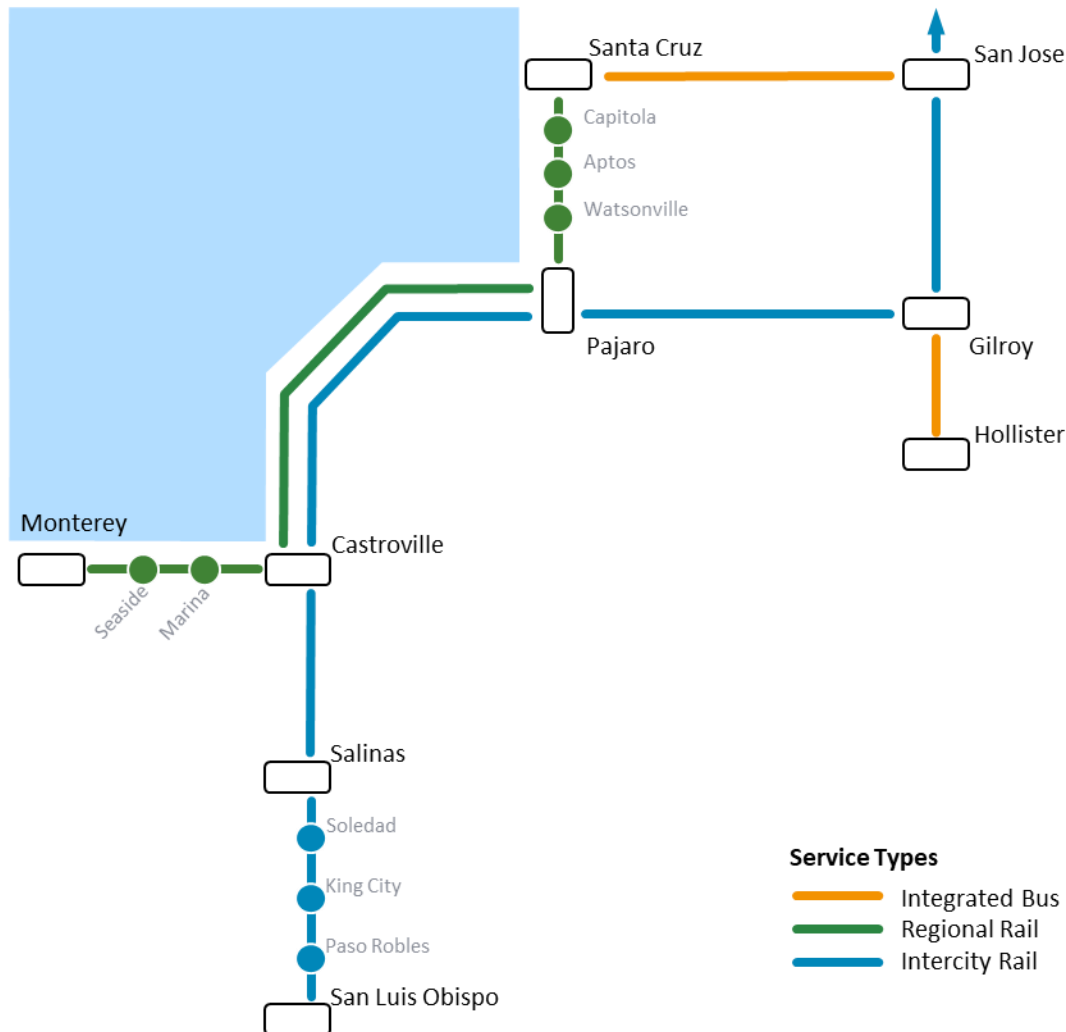 Santa Cruz
San Jose
Capitola
Aptos
Watsonville
Pajaro
Gilroy
Hollister
Monterey
Castroville
Seaside
Marina
Salinas
Soledad
King City
Paso Robles
San Luis Obispo
Service Types
Integrated Bus
Regional Rail
Intercity Rail